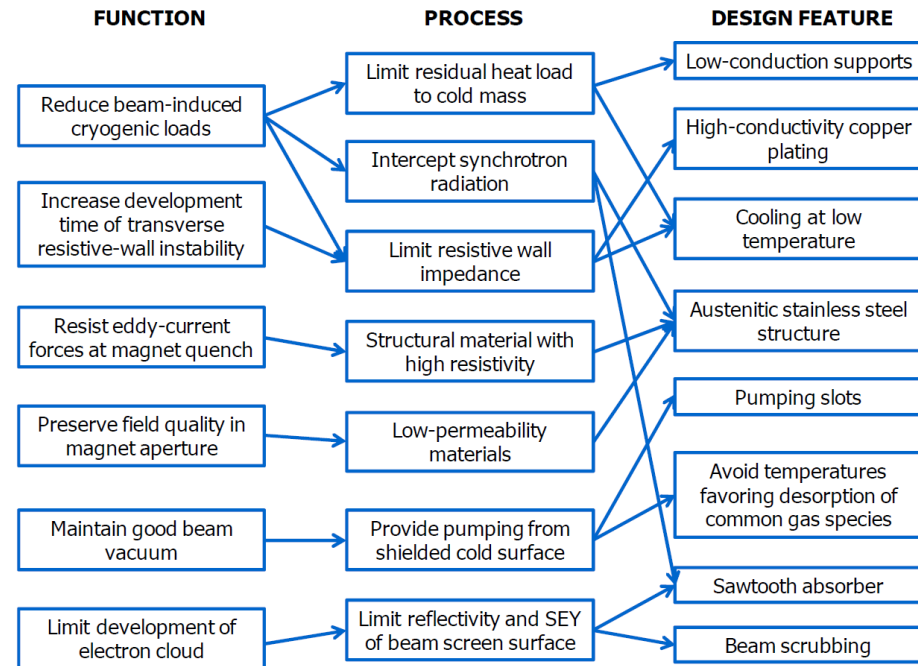 FUNCTION
PROCESS
DESIGN FEATURE
Reduce beam-induced
cryogenic loads
Increase development
time of transverse
resistive-wall instability
Resist eddy-current
forces at magnet quench
Preserve field quality in
magnet aperture
Maintain good beam
vacuum
Limit development of
electron cloud
Limit residual heat load
to cold mass
Intercept synchrotron
radiation
Limit resistive wall
impedance
Structural material with
high resistivity
Low-permeability
materials
Provide pumping from
shielded cold surface
Limit reflectivity and SEY
of beam screen surface
Low-conduction supports
High-conductivity copper
plating
Cooling at low
temperature
Austenitic stainless steel
structure
Pumping slots
Avoid temperatures
favoring desorption of
common gas species
Sawtooth absorber
Beam scrubbing